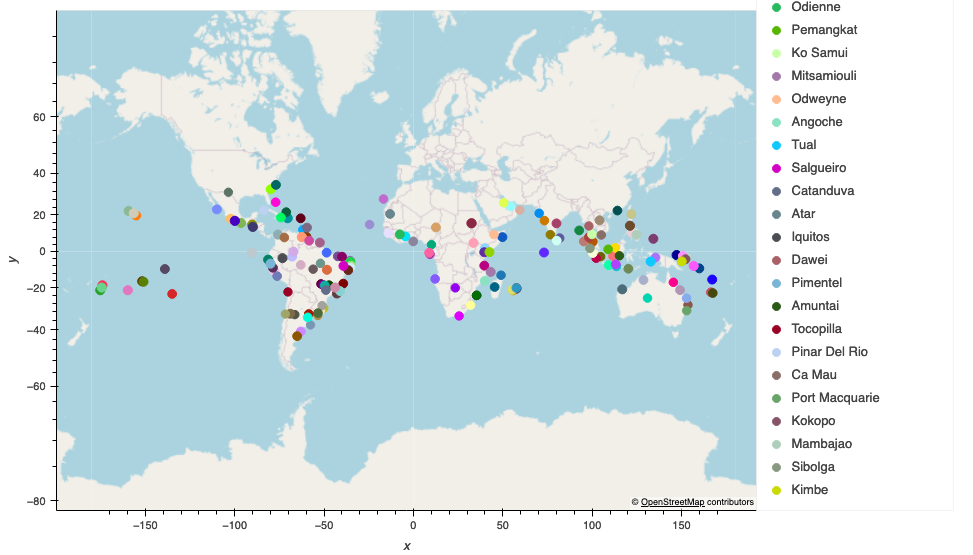 Odienne
Pemangkat
Ko Samui
Mitsamiouli
Odweyne
Angoche
Tual
Salgueiro
Catanduva
Atar
Iquitos
Dawei
Pimentel
Amuntai
Tocopilla
Pinar Del Rio
Ca Mau
Port Macquarie
Kokopo
Mambajao
Sibolga
Kimbe
60
40
20
0
−20
−40
−60
−80
y
© OpenStreetMap contributors
−150 −100 −50 0 50 100 150
x